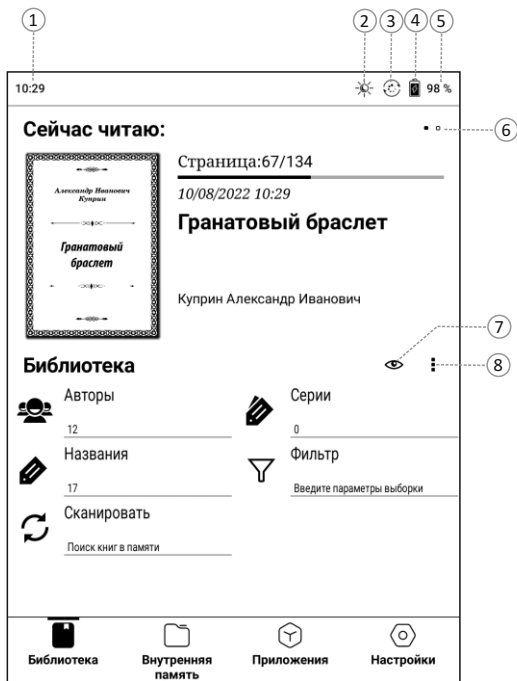 1
2 3 4 5
10:29 98 %
Сейчас читаю:
6
Страница:67/134
Александр Иванович
Куприн
10/08/2022 10:29
Гранатовый браслет
Гранатовый
браслет
Куприн Александр Иванович
7
Библиотека
8
Авторы
12
Серии
0
Названия
17
Фильтр
Введите параметры выборки
Сканировать
Поиск книг в памяти
Библиотека
Внутренняя
память
Приложения
Настройки